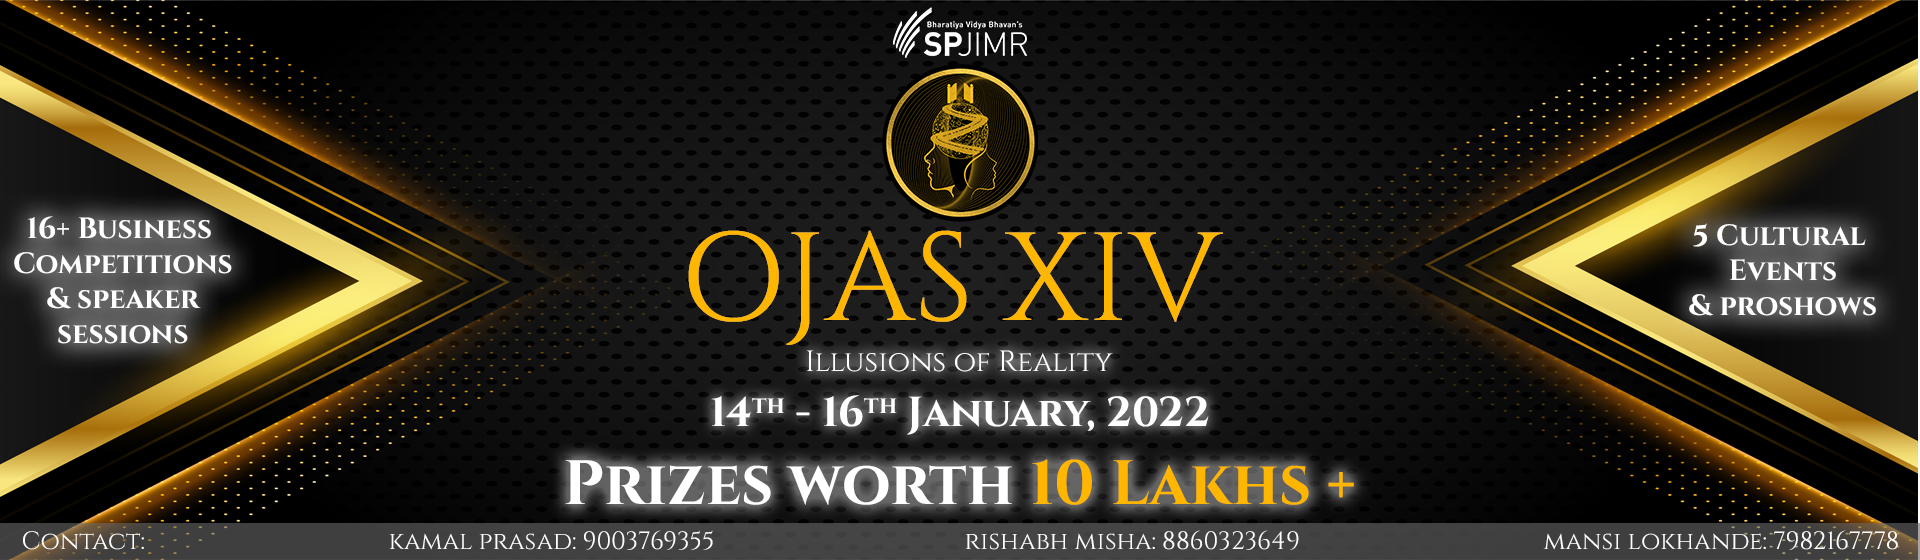 Bharatiya Vidya Bhavan's
SPJIMR
16+ Business
Competitions
& speaker
sessions
5 Cultural
Events
& proshows
OJAS XIV
Illusions of Reality
14th - 16th January, 2022
Prizes worth 10 Lakhs +
Contact:
kamal prasad: 9003769355
rishabh misha: 8860323649
mansi lokhande: 7982167778